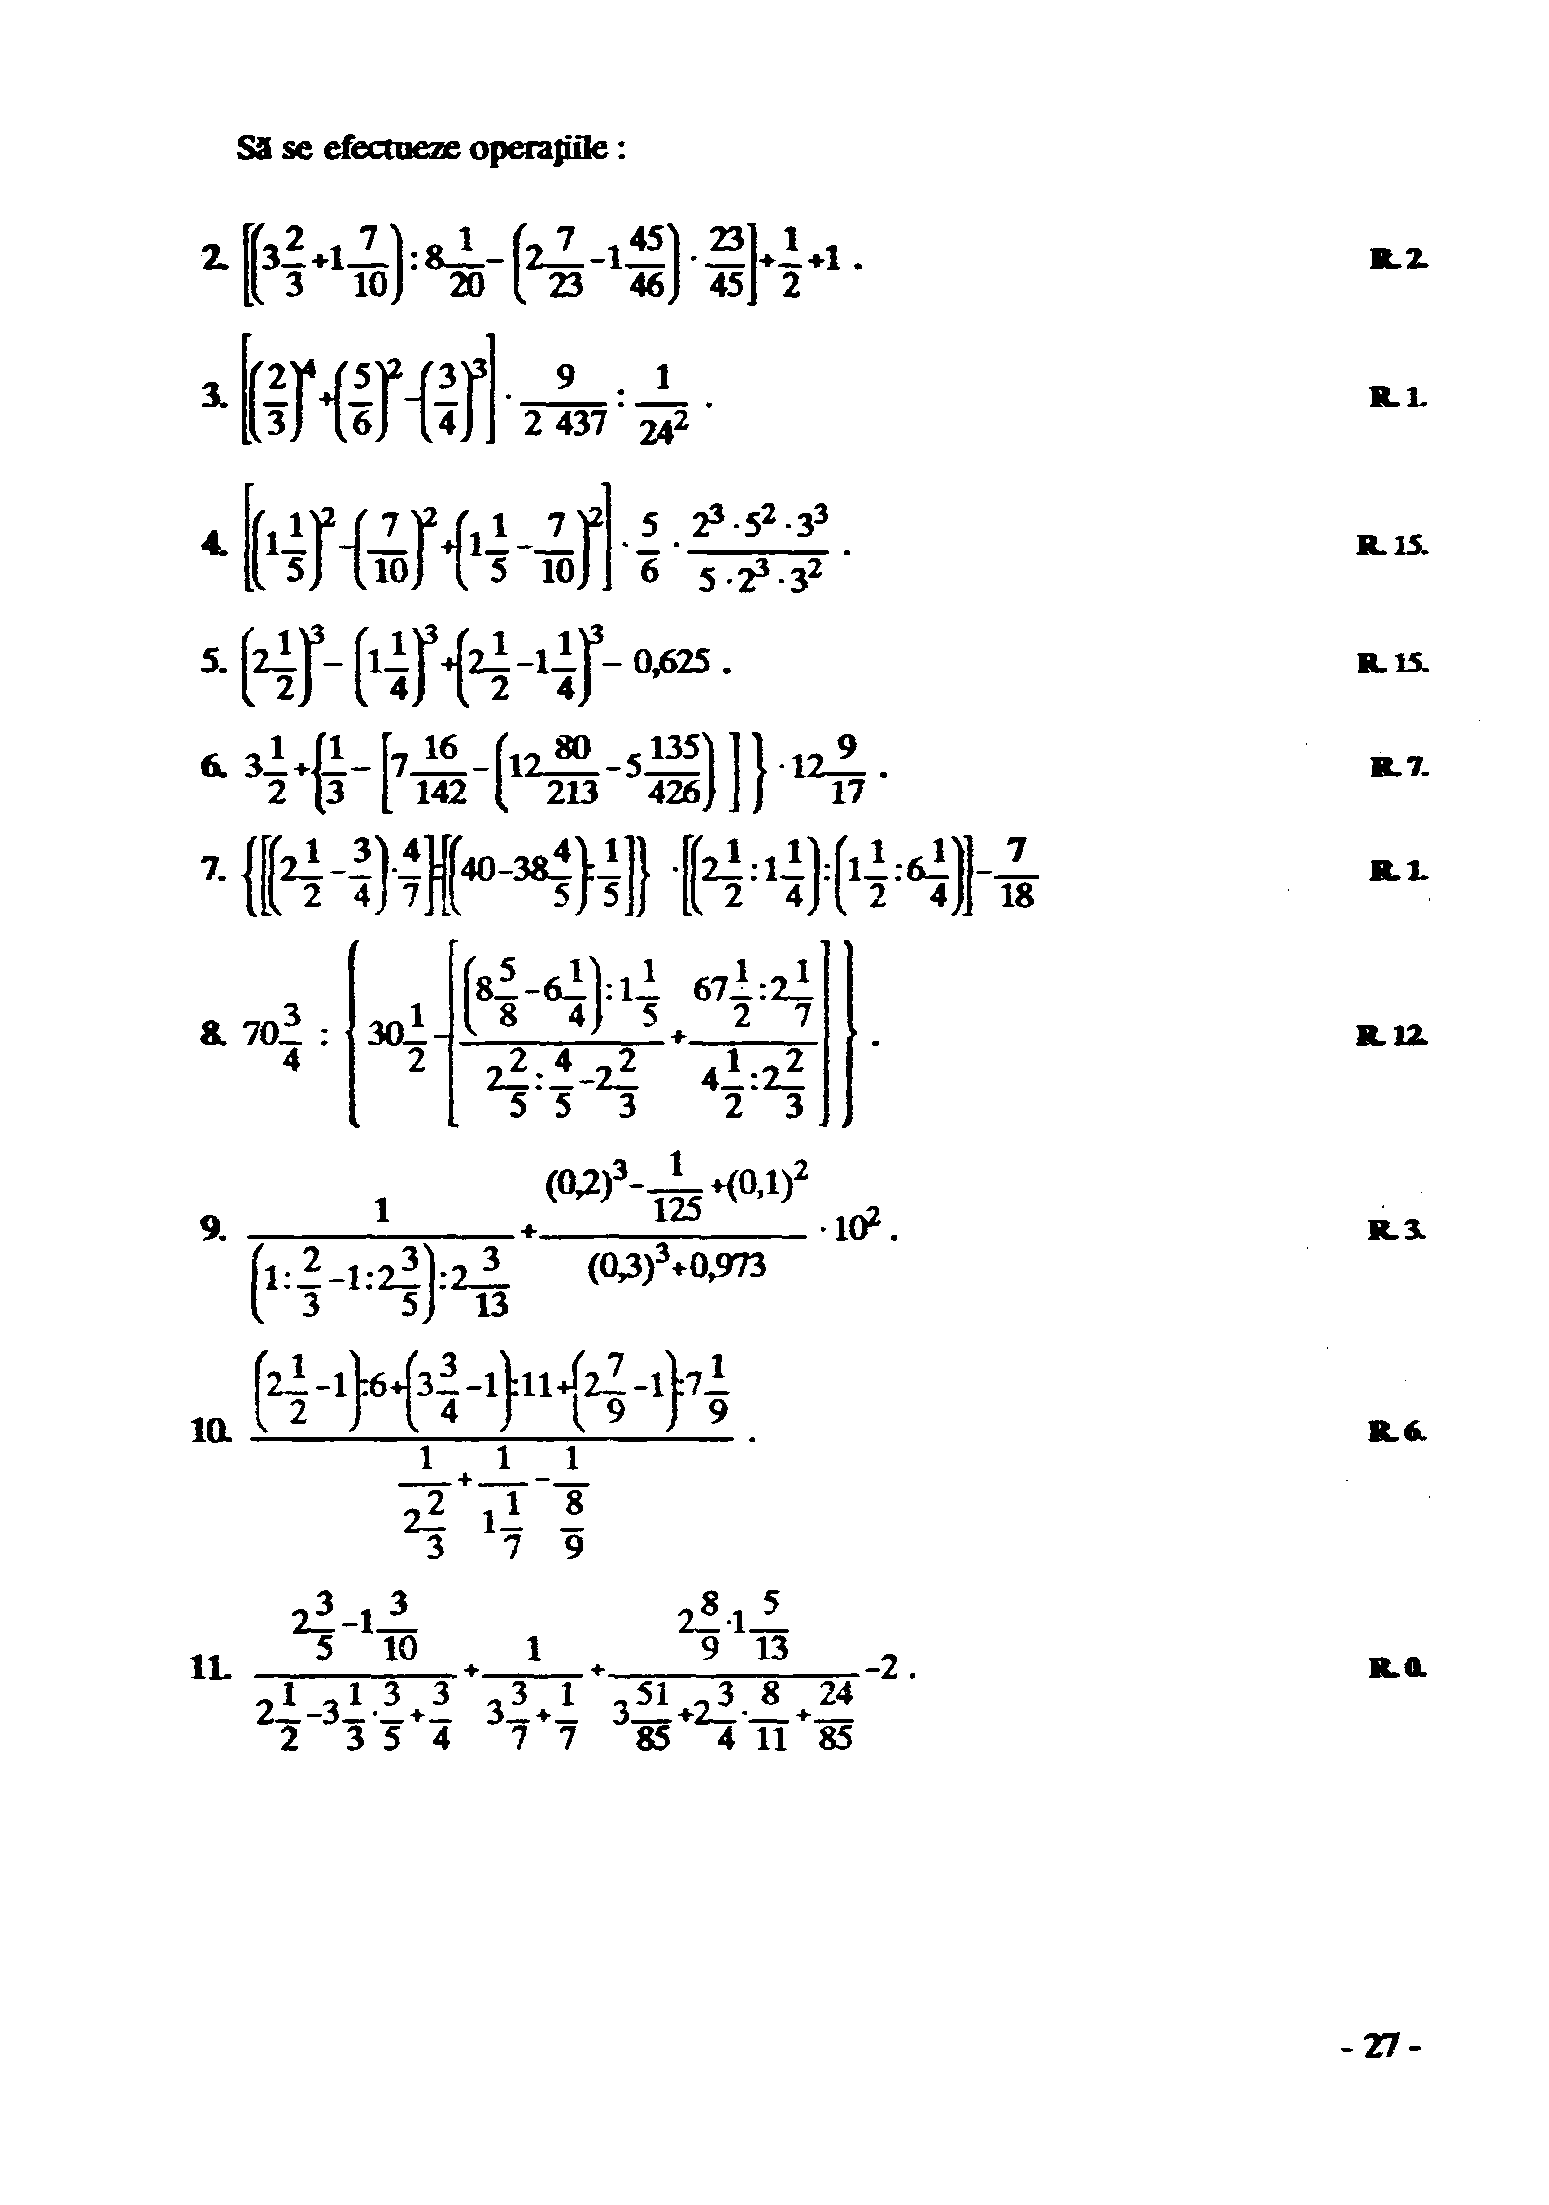 Să se efectueze operaţiile :
2. [(3 2/3 + 1 7/10) : 8 1/20 − (2 7/23 − 1 45/46) · 23/45] + 1/2 + 1 . R. 2.
3. [(2/3)^4 + (5/6)^2 − (3/4)^3] · 9/2 437 : 1/24^2 . R. 1.
4. [(1 1/5)^2 − (7/10)^2 + (1 1/5 − 7/10)^2] · 5/6 · (2^3 · 5^2 · 3^3)/(5 · 2^3 · 3^2) . R. 15.
5. (2 1/2)^3 − (1 1/4)^3 + (2 1/2 − 1 1/4)^3 − 0,625 . R. 15.
6. 3 1/2 + {1/3 − [7 16/142 − (12 80/213 − 5 135/426)]} · 12 9/17 . R. 7.
7. {[(2 1/2 − 3/4) · 4/7] : [(40 − 38 4/5) : 1/5]} · [(2 1/2 : 1 1/4) : (1 1/2 : 6 1/4)] − 7/18 R. 1.
8. 70 3/4 : {30 1/2 − [((8 5/8 − 6 1/4) : 1 1/5)/(2 2/5 : 4/5 − 2 2/3) + (67 1/2 : 2 1/7)/(4 1/2 : 2 2/3)]} . R. 12.
9. 1/((1 : 2/3 − 1 : 2 3/5) : 2 3/13) + ((0,2)^3 − 1/125 + (0,1)^2)/((0,3)^3 + 0,973) · 10^2 . R. 3.
10. ((2 1/2 − 1) : 6 + (3 3/4 − 1) : 11 + (2 7/9 − 1) : 7 1/9)/(1/(2 2/3) + 1/(1 1/7) − 1/(8/9)) . R. 6.
11. (2 3/5 − 1 3/10)/(2 1/2 − 3 1/3 · 3/5 + 3/4) + 1/(3 3/7 + 1/7) + (2 8/9 · 1 5/13)/(3 51/85 + 2 3/4 · 8/11 + 24/85) − 2 . R. 0.
- 27 -